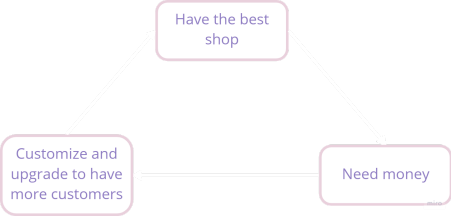 Have the best
shop
Customize and
upgrade to have
more customers
Need money